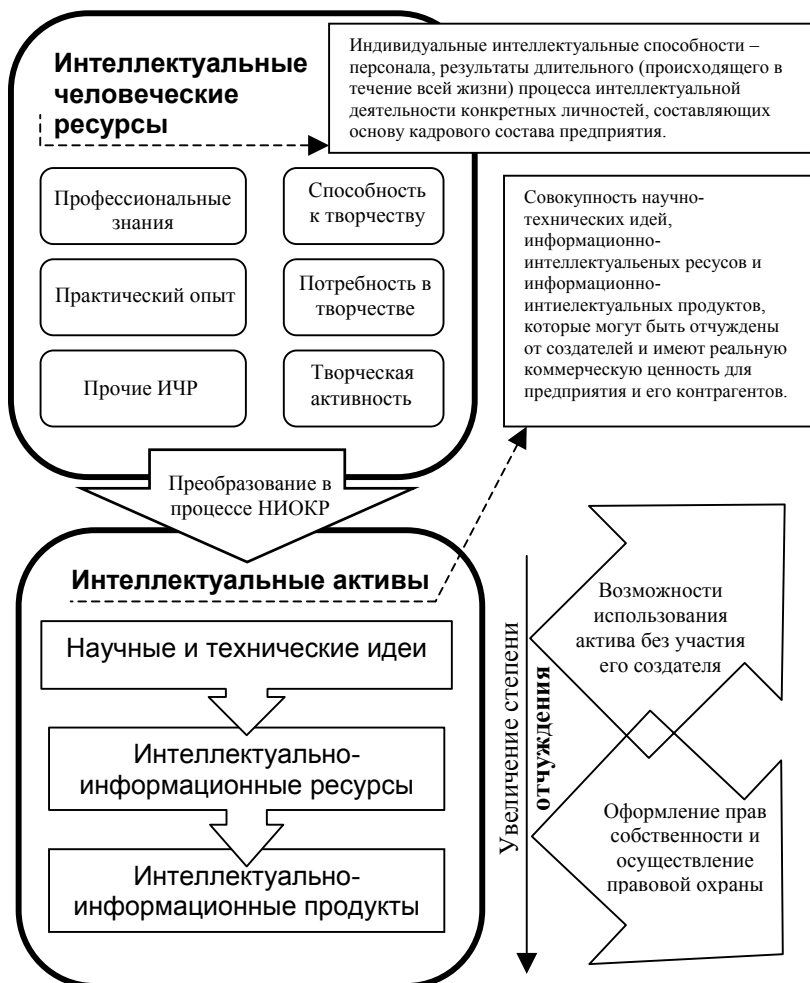 Интеллектуальные
человеческие
ресурсы
Индивидуальные интеллектуальные способности –
персонала, результаты длительного (происходящего в
течение всей жизни) процесса интеллектуальной
деятельности конкретных личностей, составляющих
основу кадрового состава предприятия.
Профессиональные
знания
Способность
к творчеству
Практический опыт
Потребность в
творчестве
Прочие ИЧР
Творческая
активность
Совокупность научно-
технических идей,
информационно-
интеллектуальеных ресусов и
информационно-
интиелектуальных продуктов,
которые могут быть отчуждены
от создателей и имеют реальную
коммерческую ценность для
предприятия и его контрагентов.
Преобразование в
процессе НИОКР
Интеллектуальные активы
Научные и технические идеи
Интеллектуально-
информационные ресурсы
Интеллектуально-
информационные продукты
Увеличение степени
отчуждения
Возможности
использования
актива без участия
его создателя
Оформление прав
собственности и
осуществление
правовой охраны